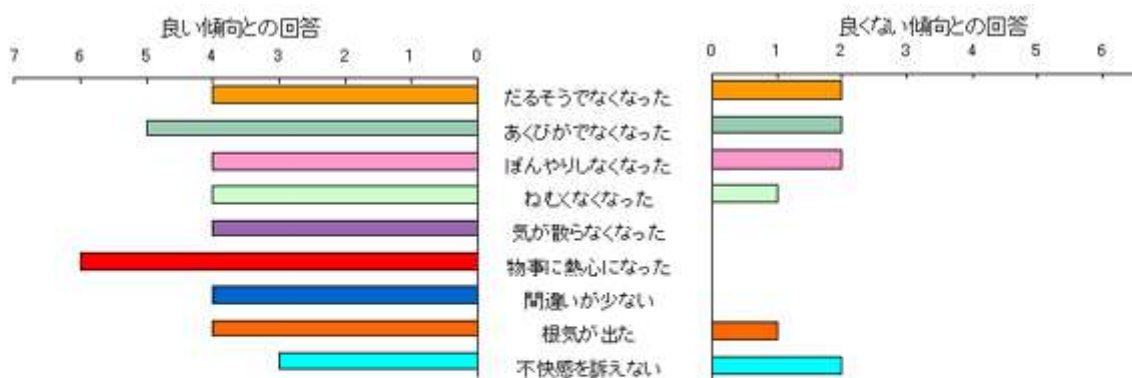 良い傾向との回答
良くない傾向との回答
7 6 5 4 3 2 1 0
0 1 2 3 4 5 6
だるそうでなくなった
あくびがでなくなった
ぼんやりしなくなった
ねむくなくなった
気が散らなくなった
物事に熱心になった
間違いが少ない
根気が出た
不快感を訴えない